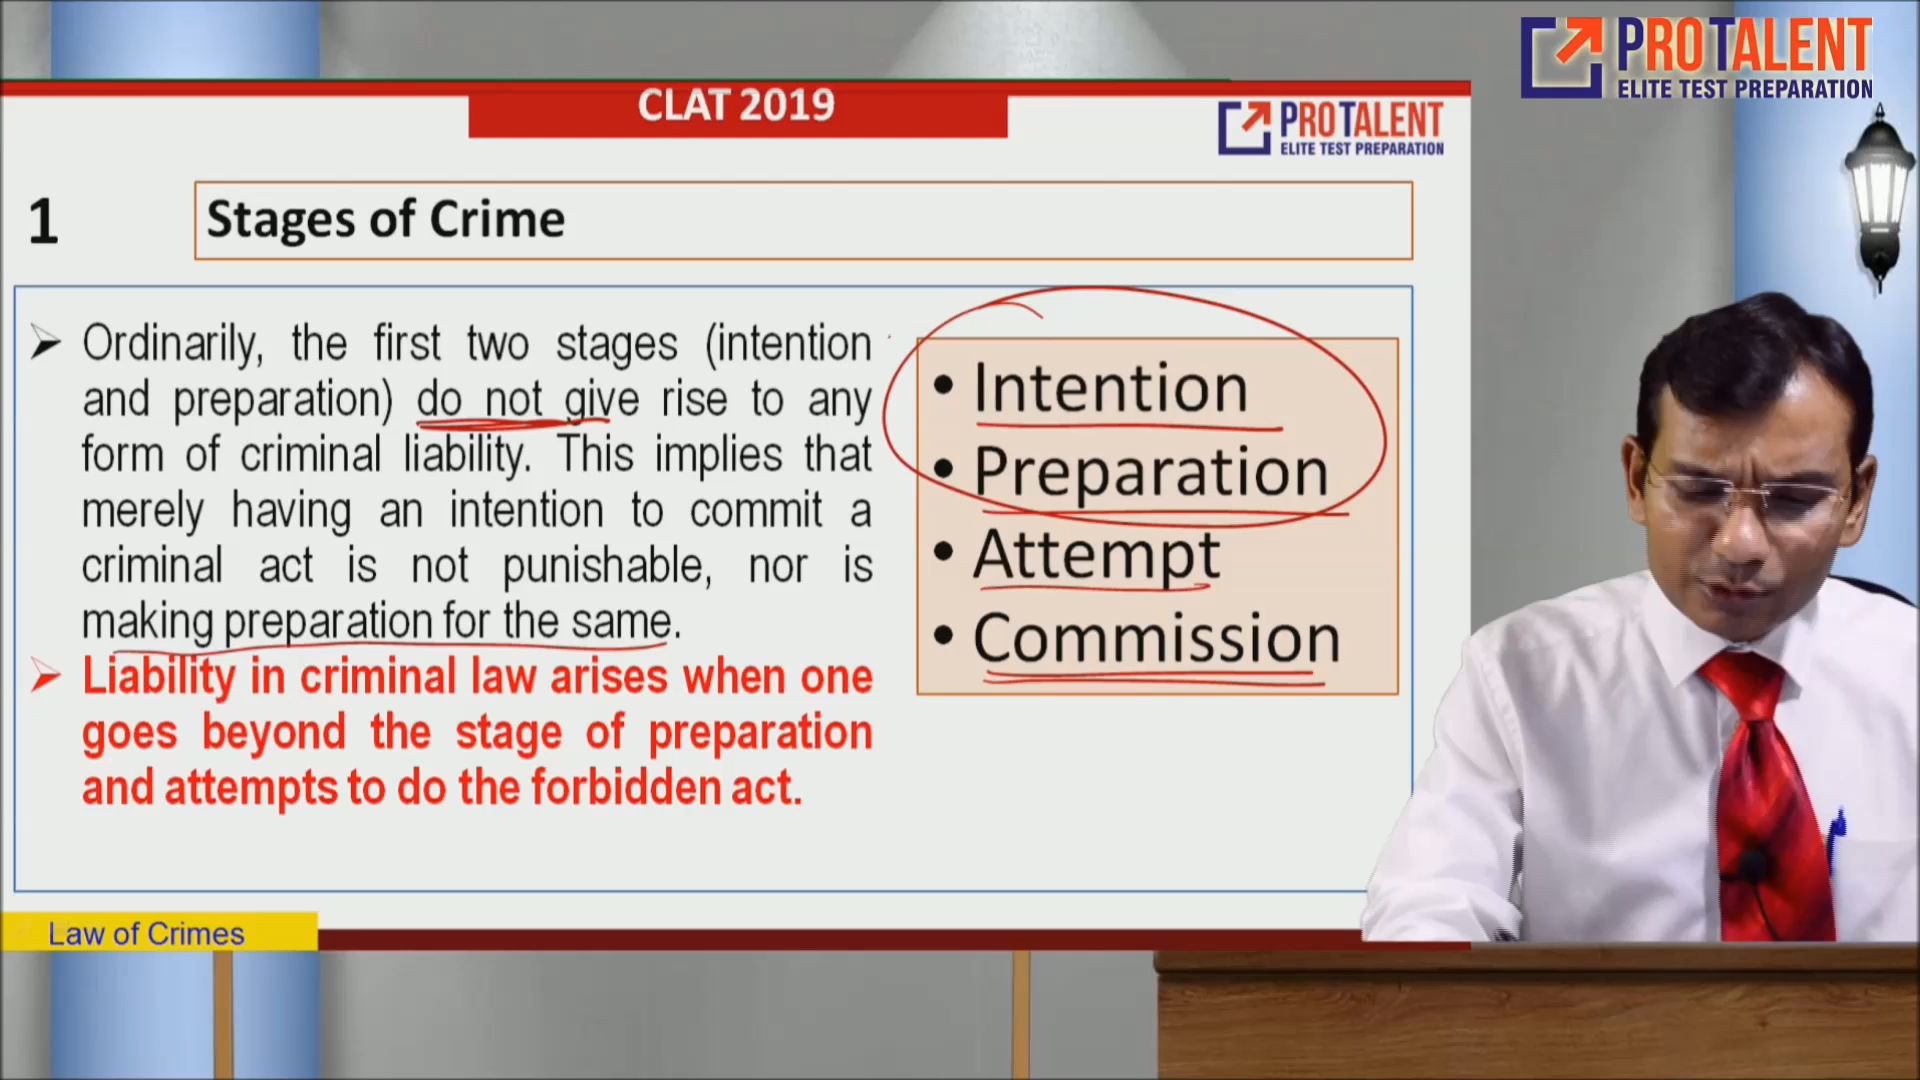 PROTALENT
ELITE TEST PREPARATION
CLAT 2019
PROTALENT
ELITE TEST PREPARATION
1
Stages of Crime
Ordinarily, the first two stages (intention
and preparation) do not give rise to any
form of criminal liability. This implies that
merely having an intention to commit a
criminal act is not punishable, nor is
making preparation for the same.
Liability in criminal law arises when one
goes beyond the stage of preparation
and attempts to do the forbidden act.
• Intention
• Preparation
• Attempt
• Commission
Law of Crimes